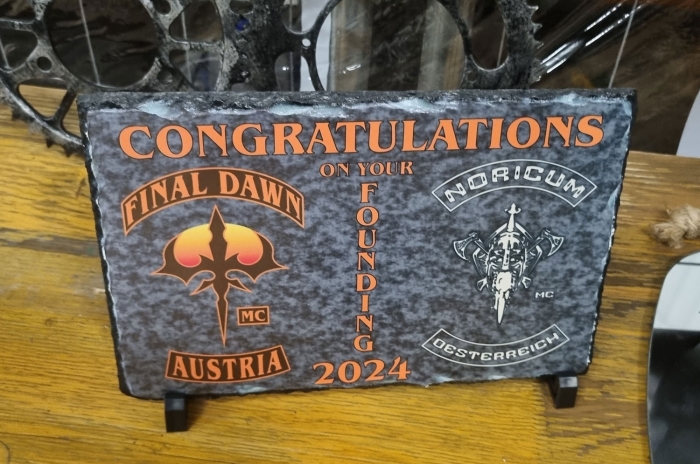 CONGRATULATIONS
ON YOUR
FOUNDING
2024
FINAL DAWN
MC
AUSTRIA
NORICUM
MC
OESTERREICH